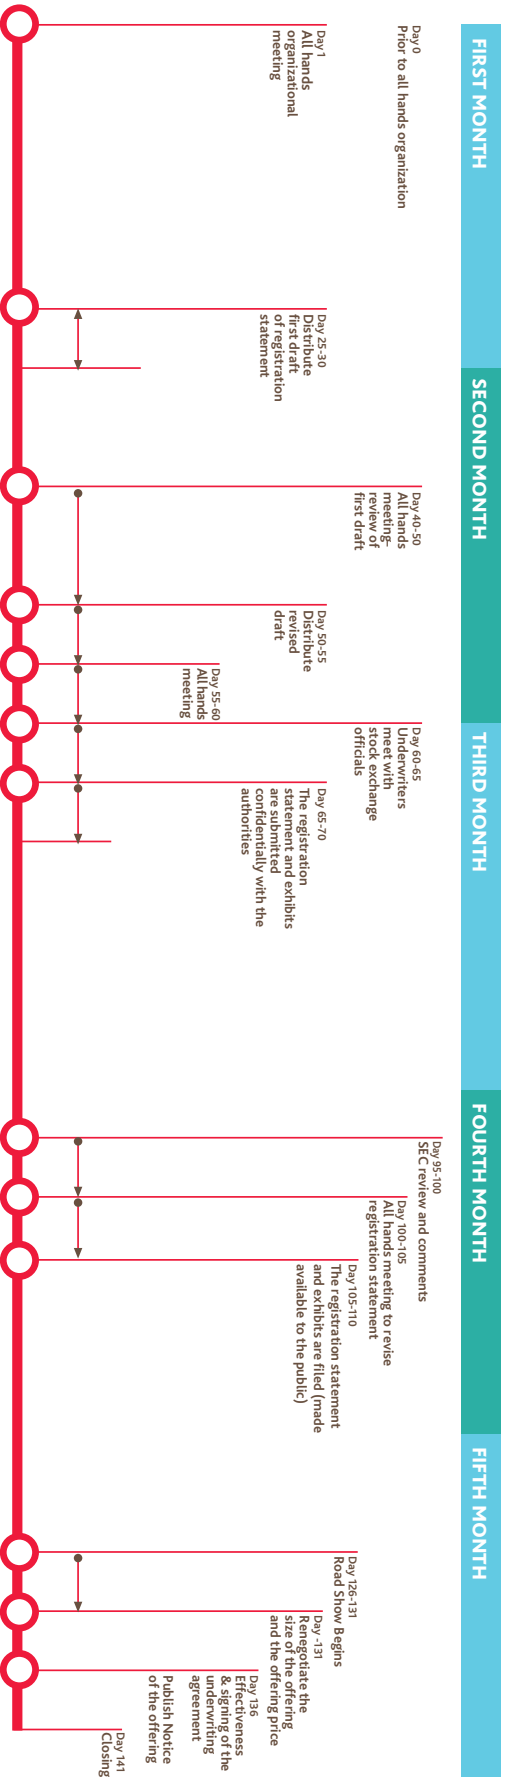 FIRST MONTH
Day 0
Prior to all hands organization
Day 1
All hands
organizational
meeting
Day 25-30
Distribute
first draft
of registration
statement
SECOND MONTH
Day 40-50
All hands
meeting–
review of
first draft
Day 50-55
Distribute
revised
draft
Day 55-60
All hands
meeting
THIRD MONTH
Day 60-65
Underwriters
meet with
stock exchange
officials
Day 65-70
The registration
statement and exhibits
are submitted
confidentially with the
authorities
FOURTH MONTH
Day 95-100
SEC review and comments
Day 100-105
All hands meeting to revise
registration statement
Day 105-110
The registration statement
and exhibits are filed (made
available to the public)
FIFTH MONTH
Day 126-131
Road Show Begins
Day -131
Renegotiate the
size of the offering
and the offering price
Day 136
Effectiveness
& signing of the
underwriting
agreement
Publish Notice
of the offering
Day 141
Closing